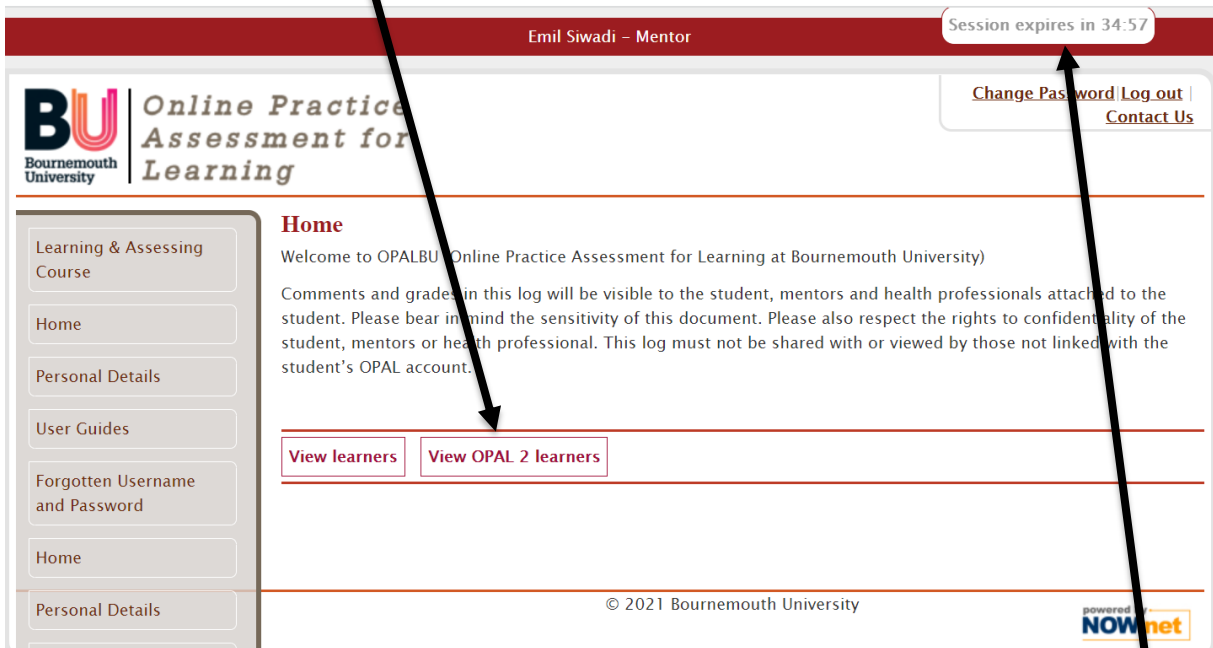 Emil Siwadi – Mentor
Session expires in 34:57
Change Password|Log out |
Contact Us
BU
Bournemouth
University
Online Practice
Assessment for
Learning
Learning & Assessing
Course
Home
Personal Details
User Guides
Forgotten Username
and Password
Home
Personal Details
Home
Welcome to OPALBU (Online Practice Assessment for Learning at Bournemouth University)
Comments and grades in this log will be visible to the student, mentors and health professionals attached to the
student. Please bear in mind the sensitivity of this document. Please also respect the rights to confidentiality of the
student, mentors or health professional. This log must not be shared with or viewed by those not linked with the
student's OPAL account.
View learners
View OPAL 2 learners
© 2021 Bournemouth University
powered by
NOWnet